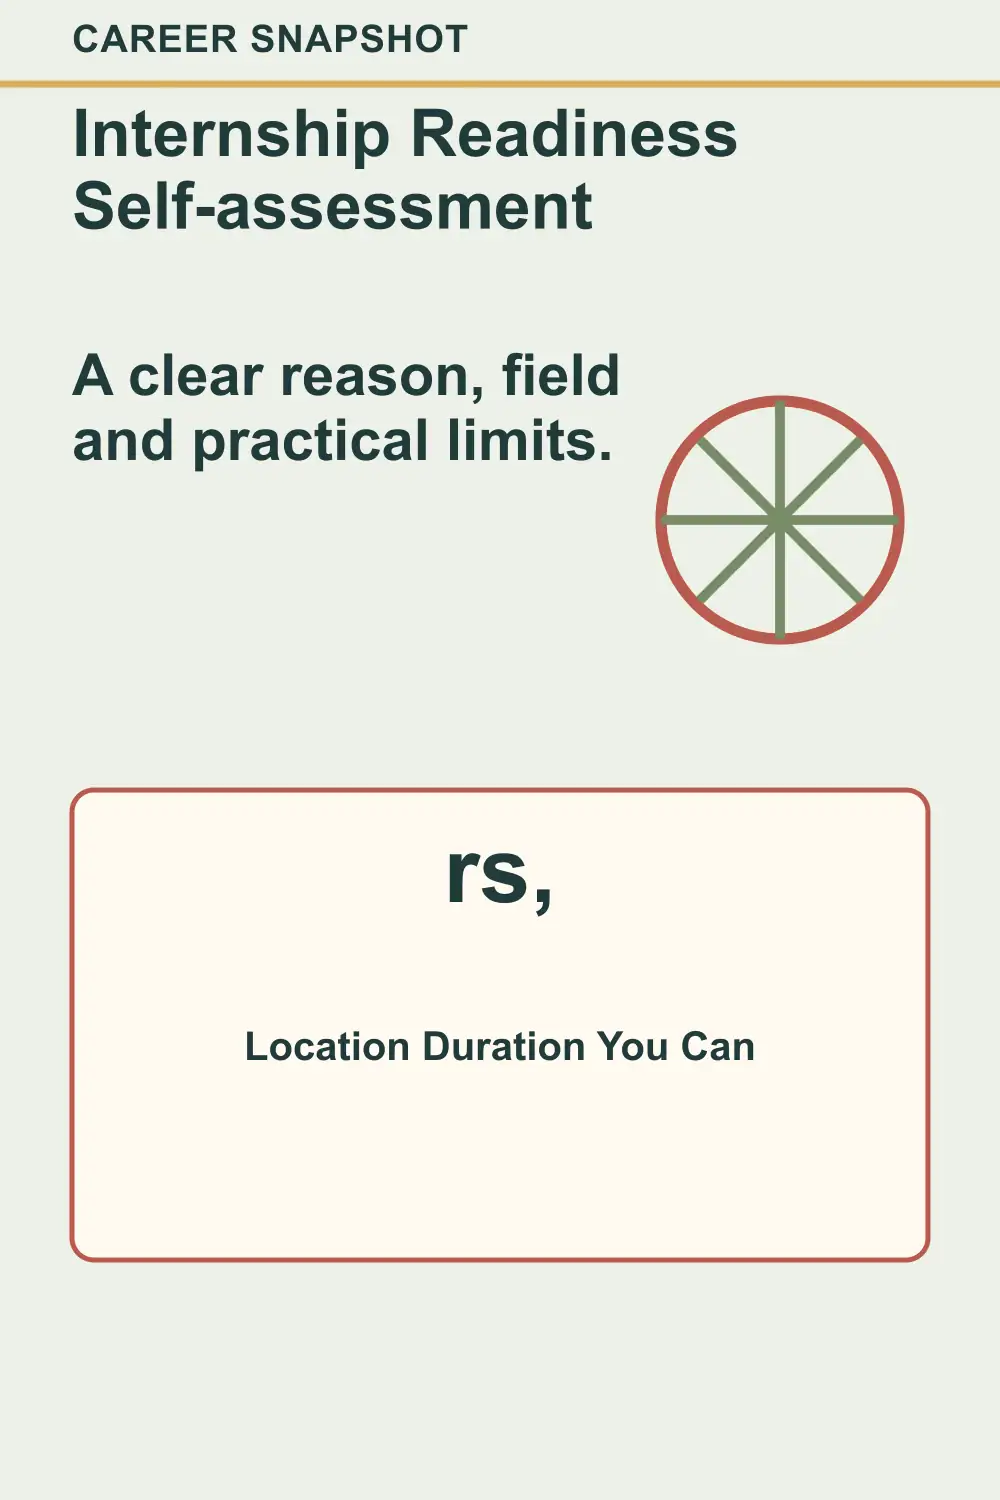 CAREER SNAPSHOT
Internship Readiness
Self-assessment
A clear reason, field
and practical limits.
rs,
Location Duration You Can